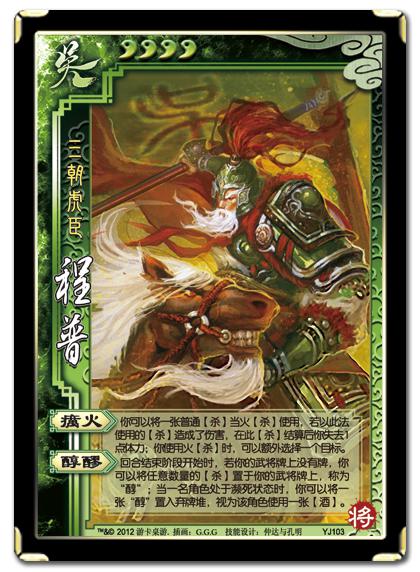 吴
三朝虎臣
程普
疠火
你可以将一张普通【杀】当火【杀】使用，若以此法
使用的【杀】造成了伤害，在此【杀】结算后你失去1
点体力；你使用火【杀】时，可以额外选择一个目标。
醇醪
回合结束阶段开始时，若你的武将牌上没有牌，你
可以将任意数量的【杀】置于你的武将牌上，称为
“醇”；当一名角色处于濒死状态时，你可以将一
张“醇”置入弃牌堆，视为该角色使用一张【酒】。
™&© 2012 游卡桌游. 插画：G.G.G 技能设计：仲达与孔明 YJ103
将